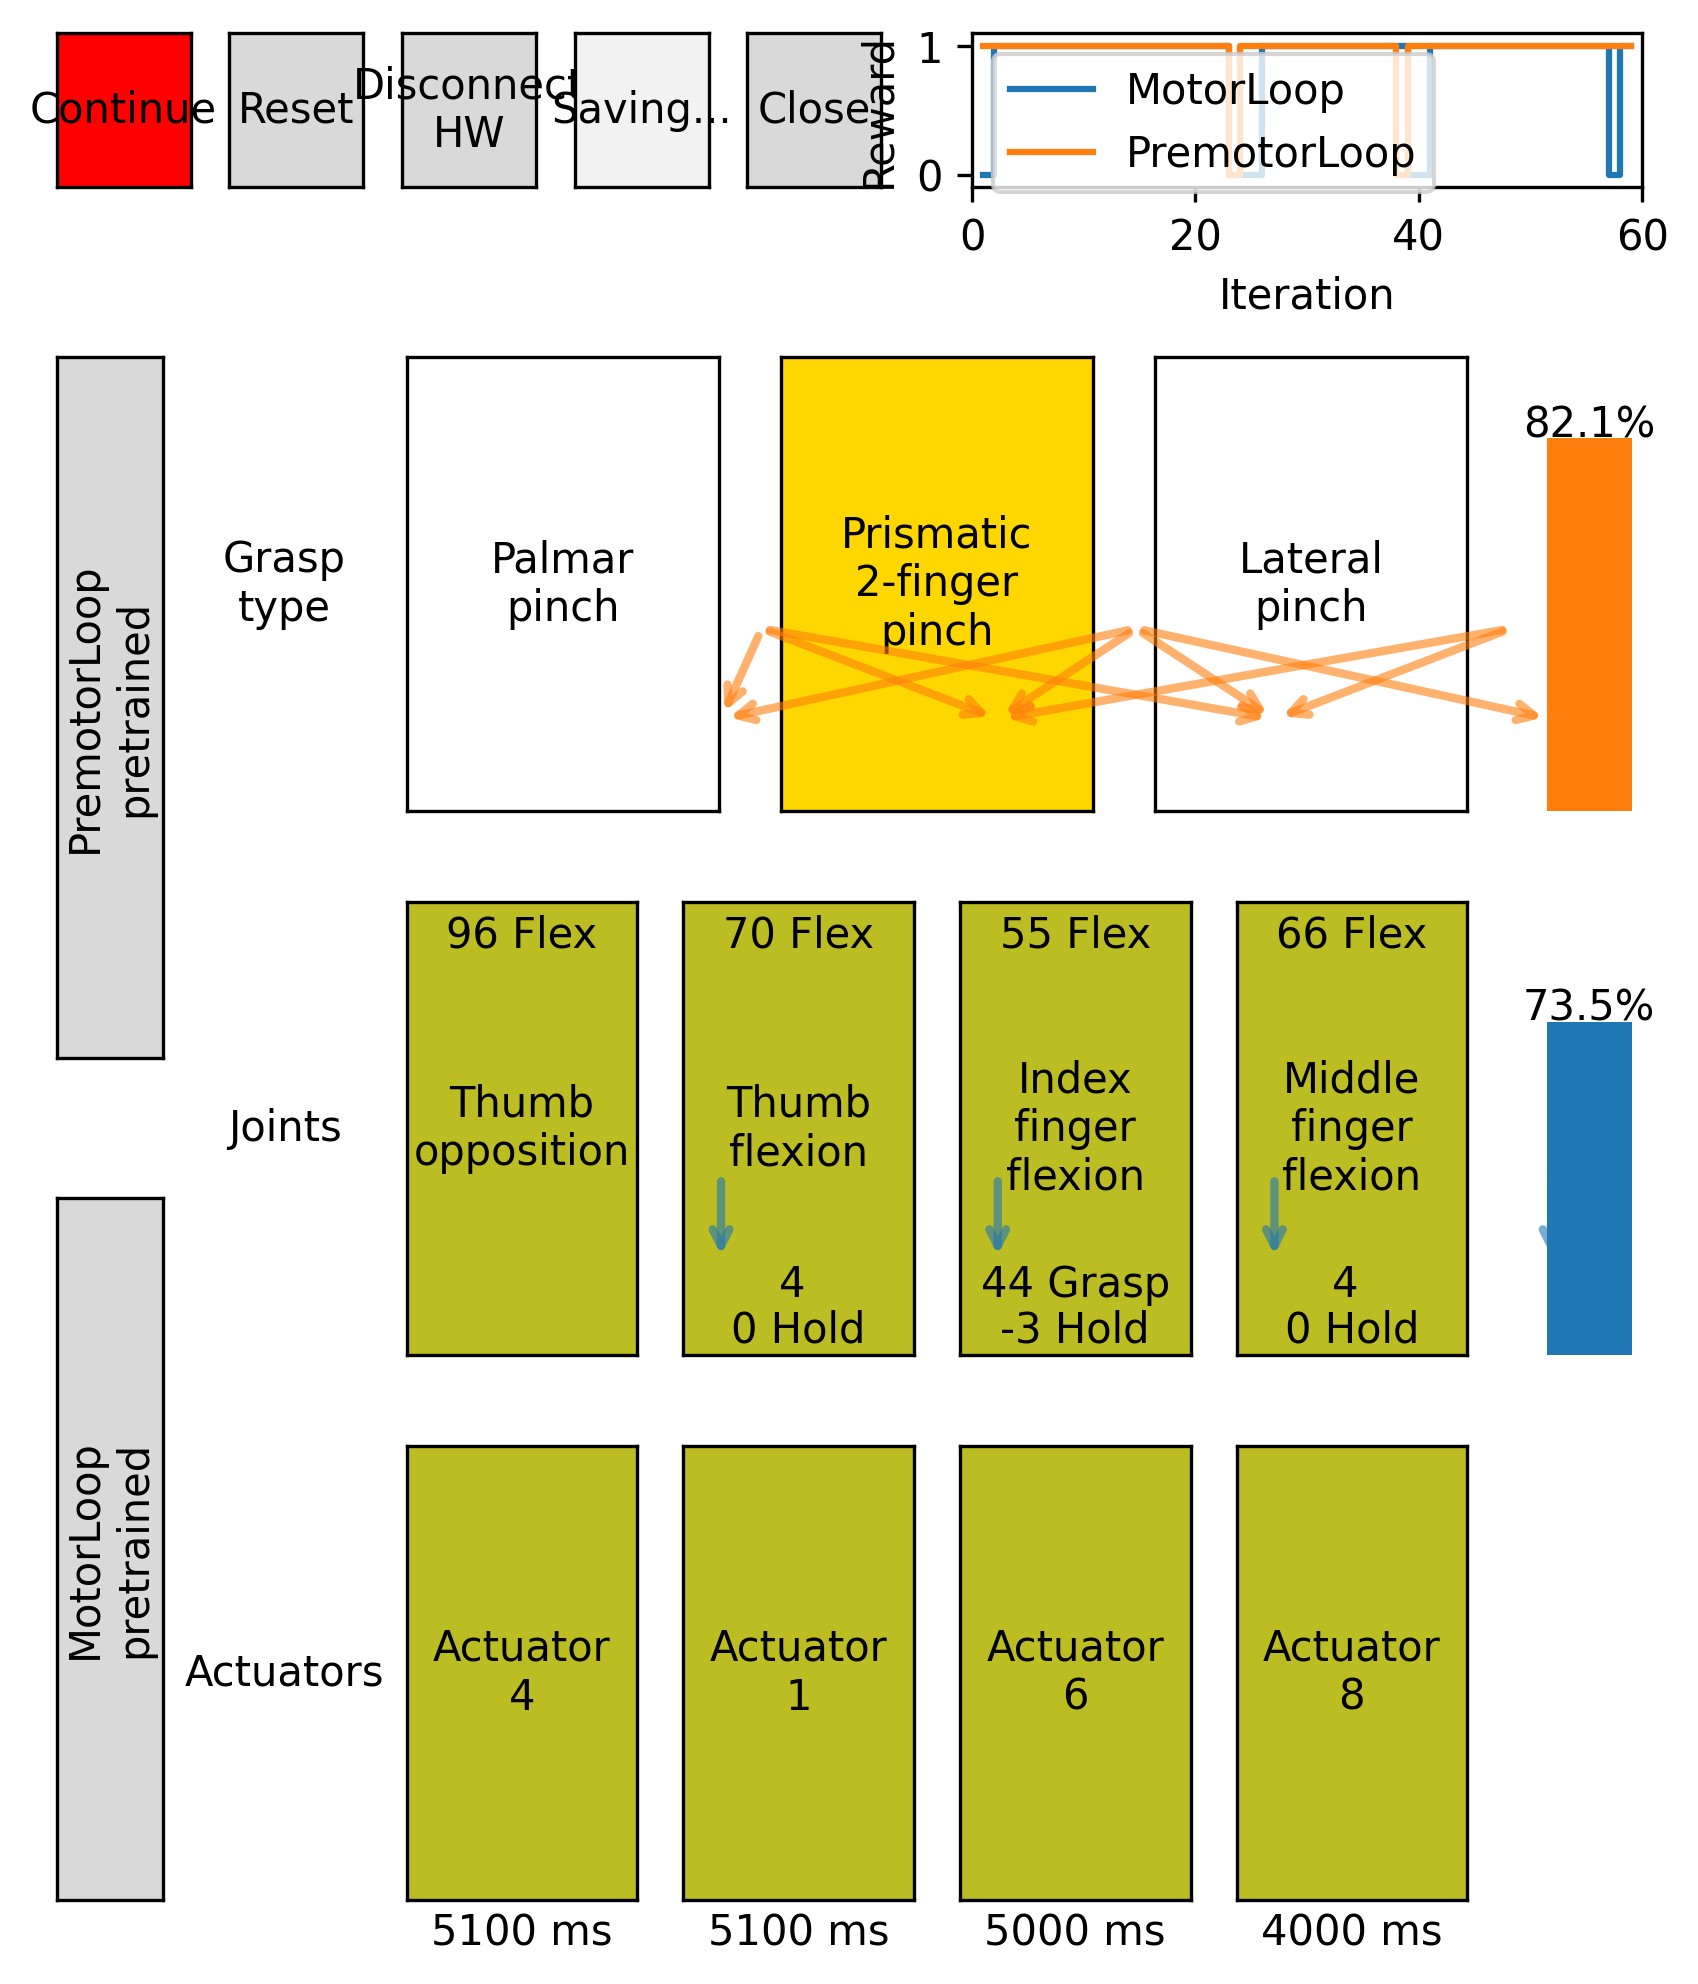 Continue
Reset
Disconnect
HW
Saving...
Close
Reward
1
0
MotorLoop
PremotorLoop
0 20 40 60
Iteration
PremotorLoop
pretrained
Grasp
type
Palmar
pinch
Prismatic
2-finger
pinch
Lateral
pinch
82.1%
Joints
96 Flex
Thumb
opposition
70 Flex
Thumb
flexion
4
0 Hold
55 Flex
Index
finger
flexion
44 Grasp
-3 Hold
66 Flex
Middle
finger
flexion
4
0 Hold
73.5%
MotorLoop
pretrained
Actuators
Actuator
4
Actuator
1
Actuator
6
Actuator
8
5100 ms
5100 ms
5000 ms
4000 ms